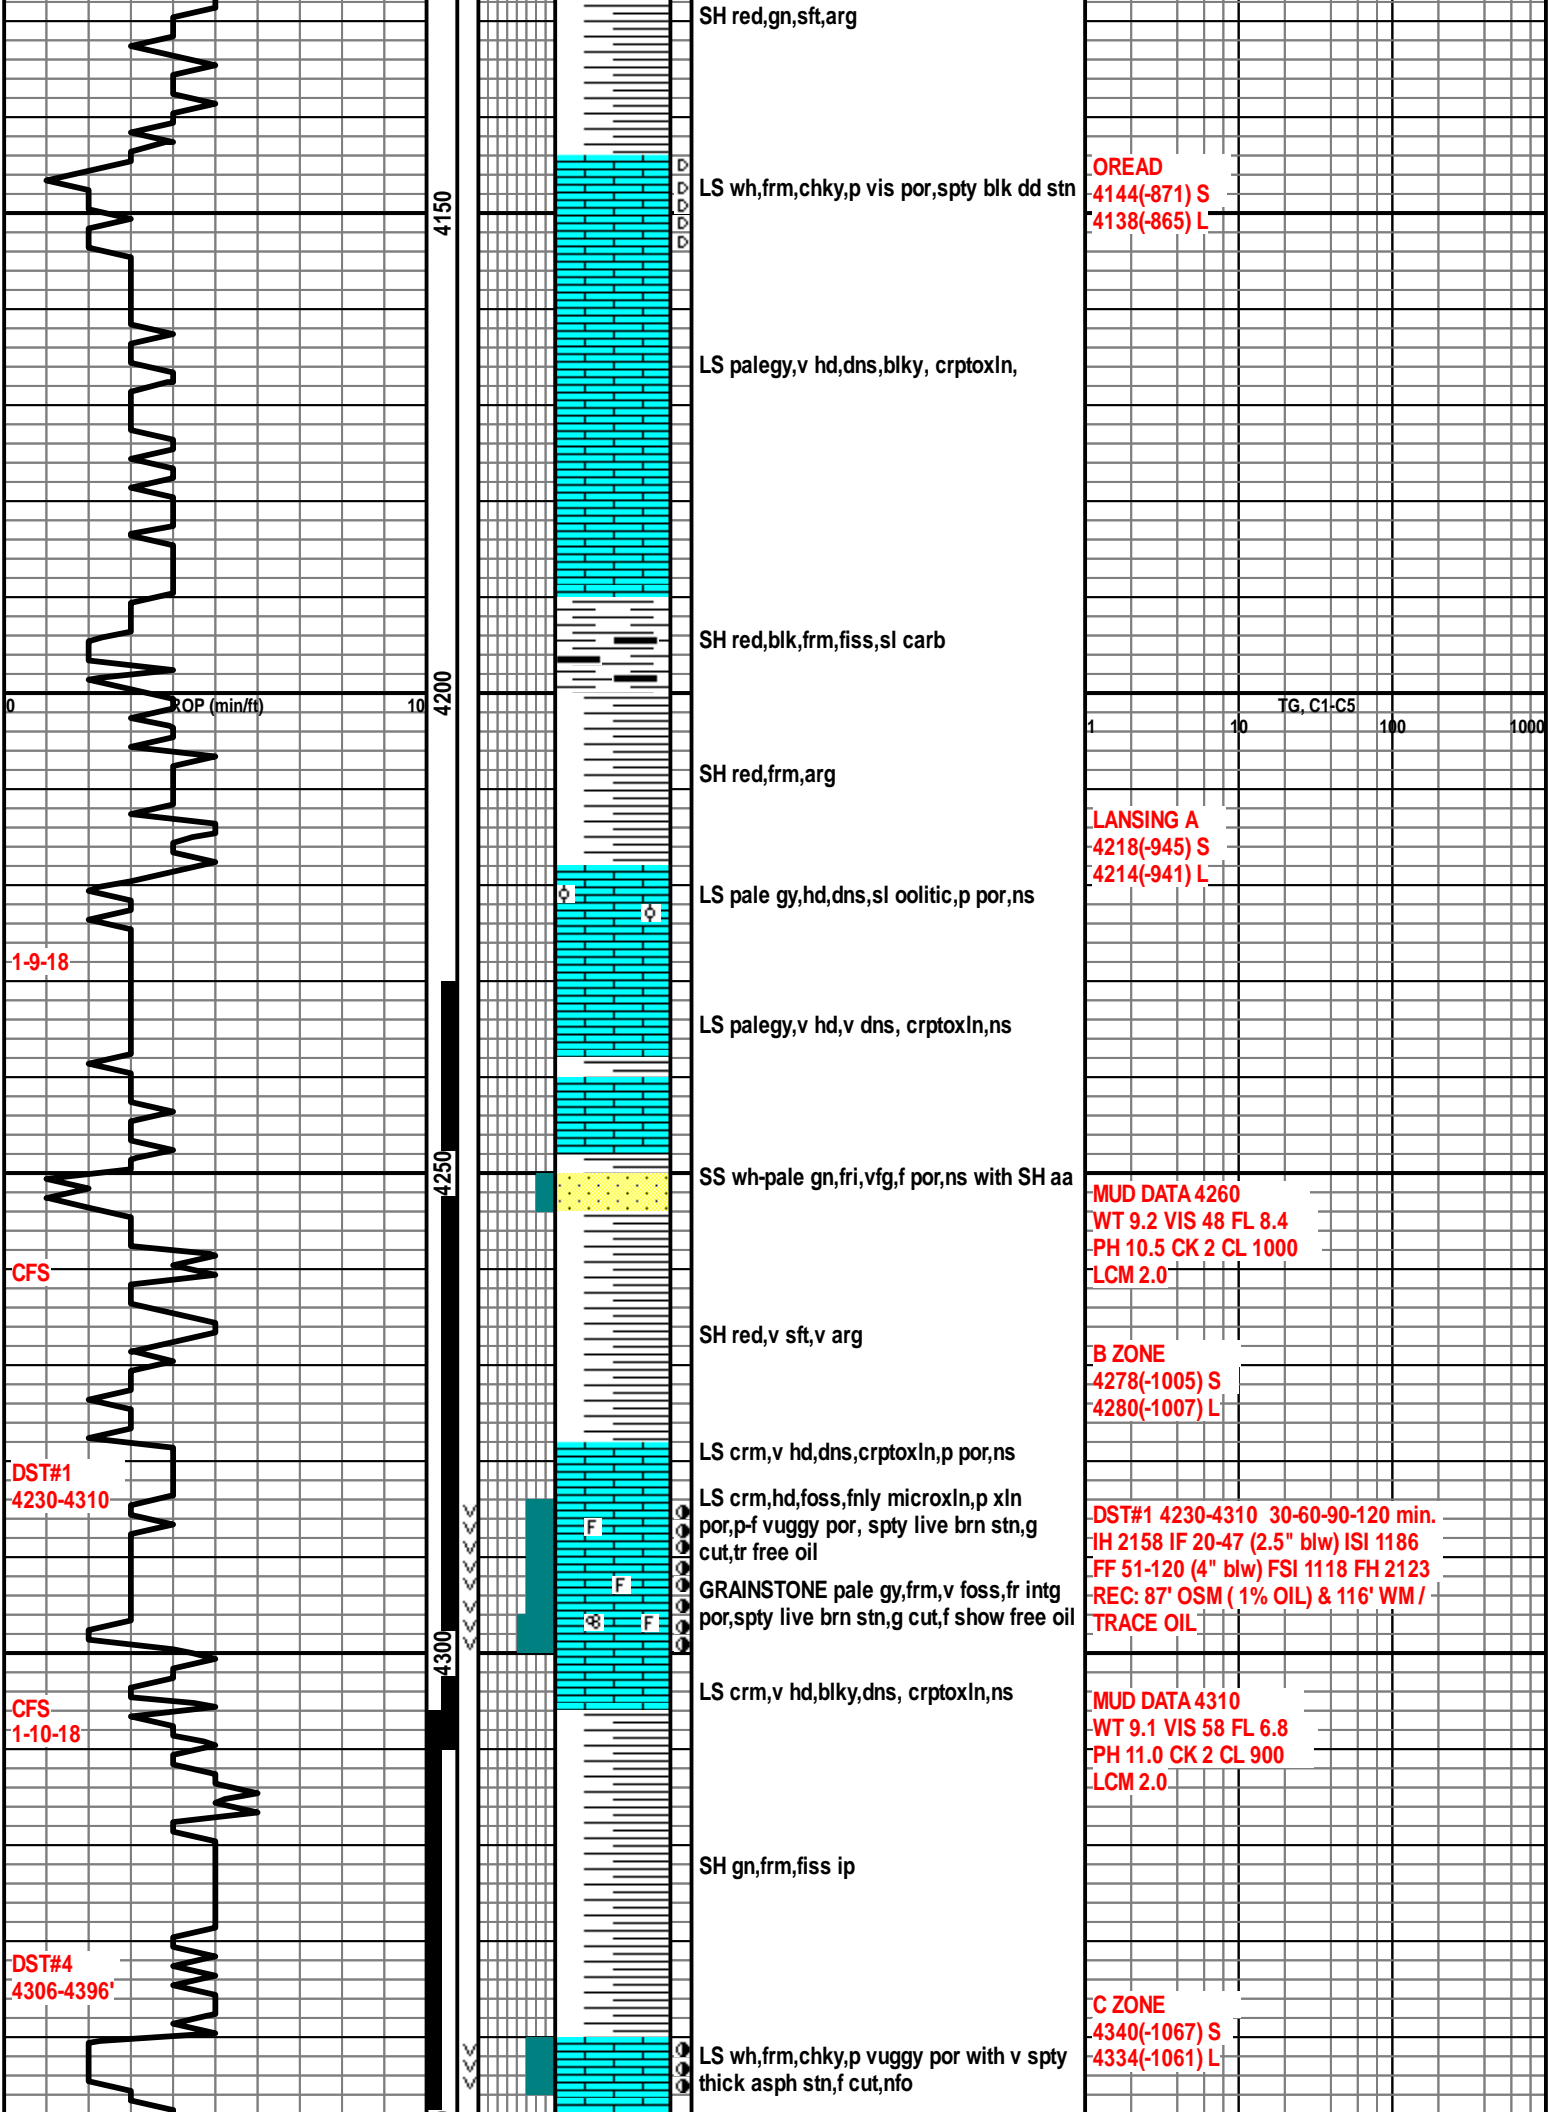 SH red,gn,sft,arg
LS wh,frm,chky,p vis por,spty blk dd stn
OREAD
4144(-871) S
4138(-865) L
D
D
D
D
D
4150
LS palegy,v hd,dns,blky, crptoxln,
SH red,blk,frm,fiss,sl carb
4200
0 ROP (min/ft) 10
TG, C1-C5
1 10 100 1000
SH red,frm,arg
LANSING A
4218(-945) S
4214(-941) L
LS pale gy,hd,dns,sl oolitic,p por,ns
1-9-18
LS palegy,v hd,v dns, crptoxln,ns
4250
SS wh-pale gn,fri,vfg,f por,ns with SH aa
MUD DATA 4260
WT 9.2 VIS 48 FL 8.4
PH 10.5 CK 2 CL 1000
LCM 2.0
CFS
SH red,v sft,v arg
B ZONE
4278(-1005) S
4280(-1007) L
LS crm,v hd,dns,crptoxln,p por,ns
DST#1
4230-4310
LS crm,hd,foss,fnly microxln,p xln
por,p-f vuggy por, spty live brn stn,g
cut,tr free oil
F
DST#1 4230-4310 30-60-90-120 min.
IH 2158 IF 20-47 (2.5" blw) ISI 1186
FF 51-120 (4" blw) FSI 1118 FH 2123
REC: 87' OSM ( 1% OIL) & 116' WM /
TRACE OIL
GRAINSTONE pale gy,frm,v foss,fr intg
por,spty live brn stn,g cut,f show free oil
F
F
4300
LS crm,v hd,blky,dns, crptoxln,ns
CFS
1-10-18
MUD DATA 4310
WT 9.1 VIS 58 FL 6.8
PH 11.0 CK 2 CL 900
LCM 2.0
SH gn,frm,fiss ip
DST#4
4306-4396'
C ZONE
4340(-1067) S
4334(-1061) L
LS wh,frm,chky,p vuggy por with v spty
thick asph stn,f cut,nfo